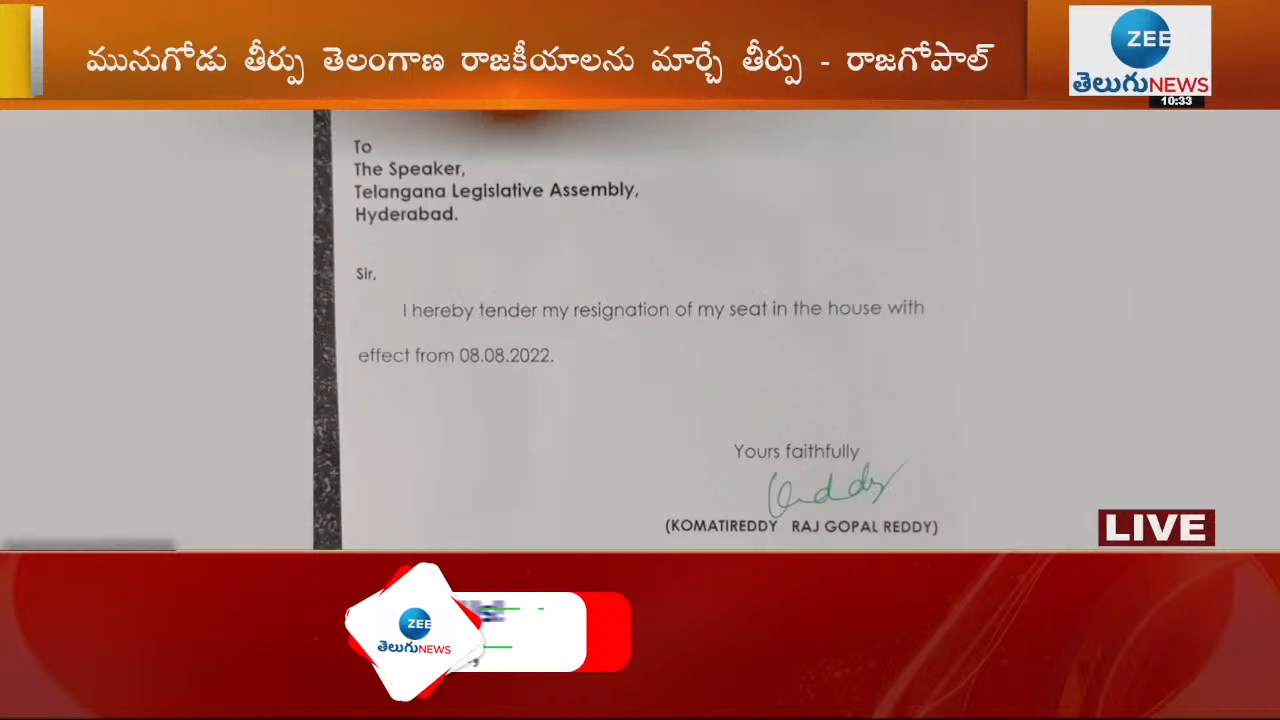 మునుగోడు తీర్పు తెలంగాణ రాజకీయాలను మార్చే తీర్పు - రాజగోపాల్
ZEE
తెలుగు NEWS
10:33
To
The Speaker,
Telangana Legislative Assembly,
Hyderabad.
Sir,
I hereby tender my resignation of my seat in the house with
effect from 08.08.2022.
Yours faithfully
(KOMATIREDDY RAJ GOPAL REDDY)
LIVE
ZEE
తెలుగు NEWS